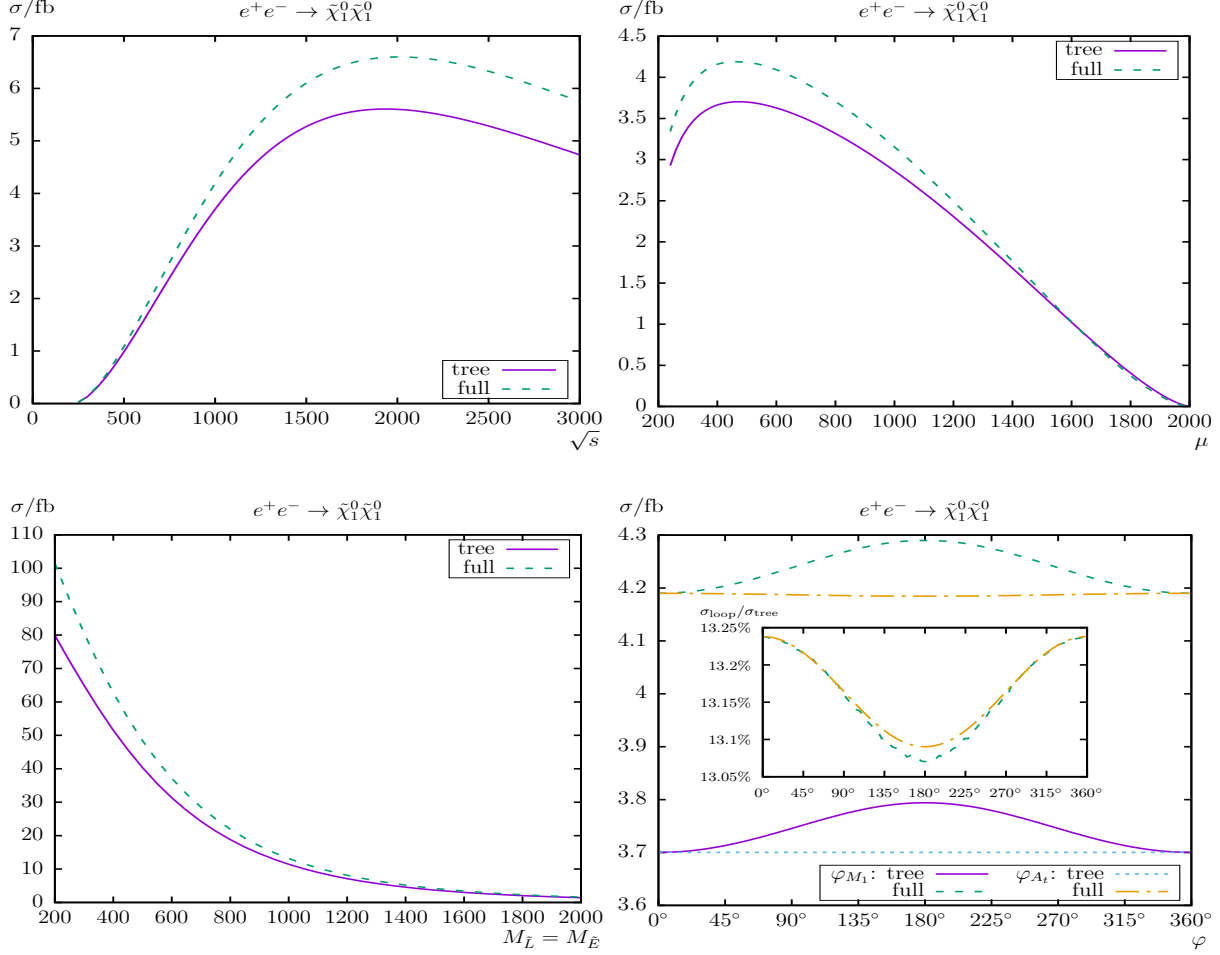 σ/fb
e⁺e⁻ → χ̃⁰₁χ̃⁰₁
7
6
5
4
3
2
1
0
0 500 1000 1500 2000 2500 3000
√s
tree
full
σ/fb
e⁺e⁻ → χ̃⁰₁χ̃⁰₁
4.5
4
3.5
3
2.5
2
1.5
1
0.5
0
200 400 600 800 1000 1200 1400 1600 1800 2000
μ
tree
full
σ/fb
e⁺e⁻ → χ̃⁰₁χ̃⁰₁
110
100
90
80
70
60
50
40
30
20
10
0
200 400 600 800 1000 1200 1400 1600 1800 2000
M_L̃ = M_Ẽ
tree
full
σ/fb
e⁺e⁻ → χ̃⁰₁χ̃⁰₁
4.3
4.2
4.1
4
3.9
3.8
3.7
3.6
0° 45° 90° 135° 180° 225° 270° 315° 360°
φ
σ_loop/σ_tree
13.25%
13.2%
13.15%
13.1%
13.05%
0° 45° 90° 135° 180° 225° 270° 315° 360°
φ_M₁: tree φ_Aₜ: tree
full full